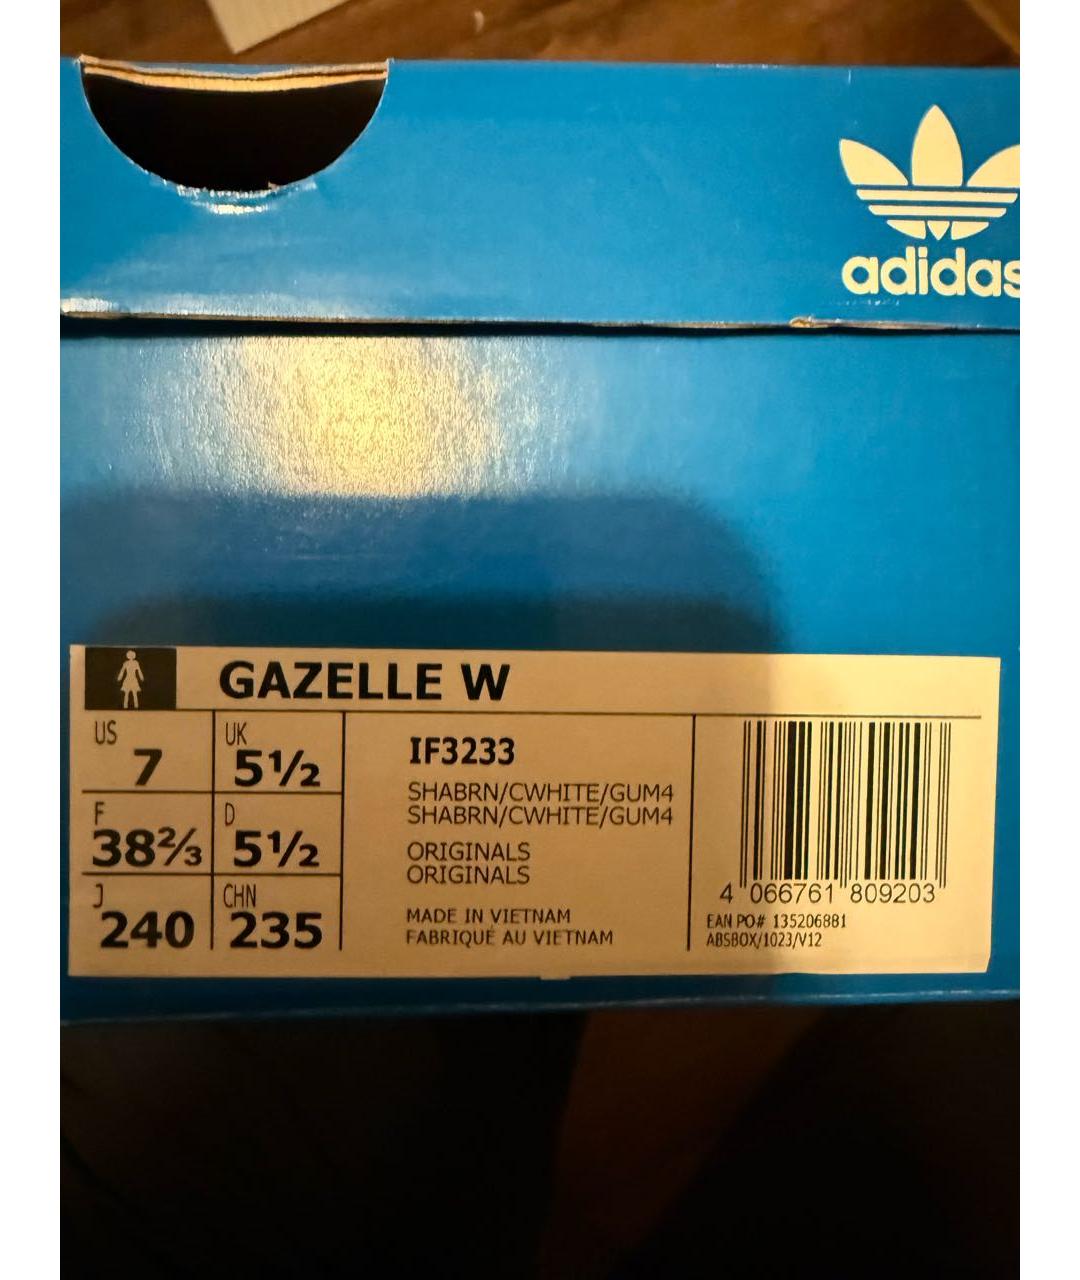 adidas
GAZELLE W
US 7
UK 5½
F 38⅔
D 5½
J 240
CHN 235
IF3233
SHABRN/CWHITE/GUM4
SHABRN/CWHITE/GUM4
ORIGINALS
ORIGINALS
MADE IN VIETNAM
FABRIQUÉ AU VIETNAM
4 066761 809203
EAN PO# 135206881
ABSBOX/1023/V12